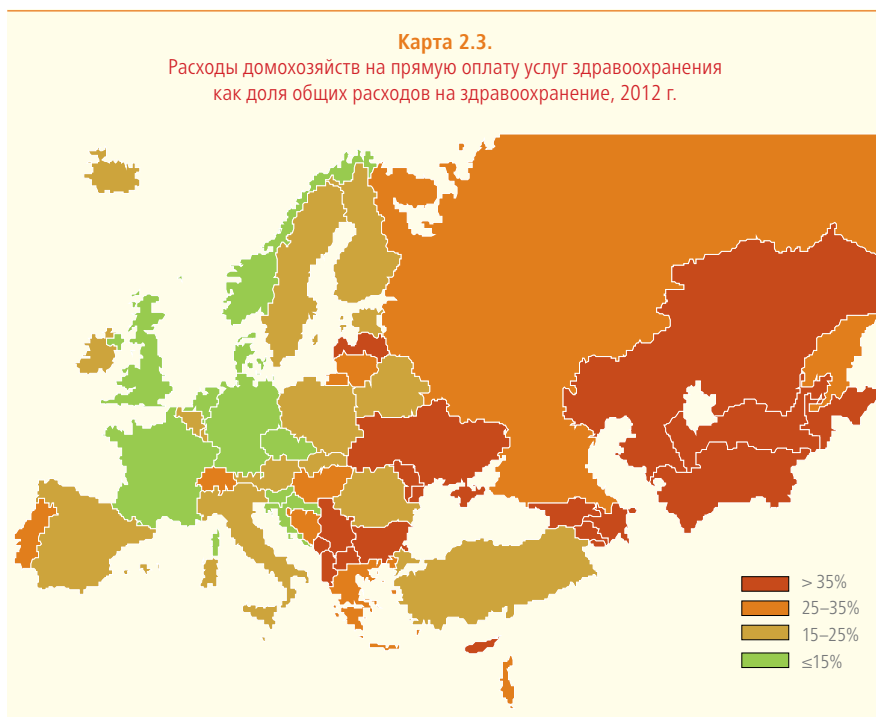 Карта 2.3.
Расходы домохозяйств на прямую оплату услуг здравоохранения
как доля общих расходов на здравоохранение, 2012 г.
> 35%
25–35%
15–25%
≤15%